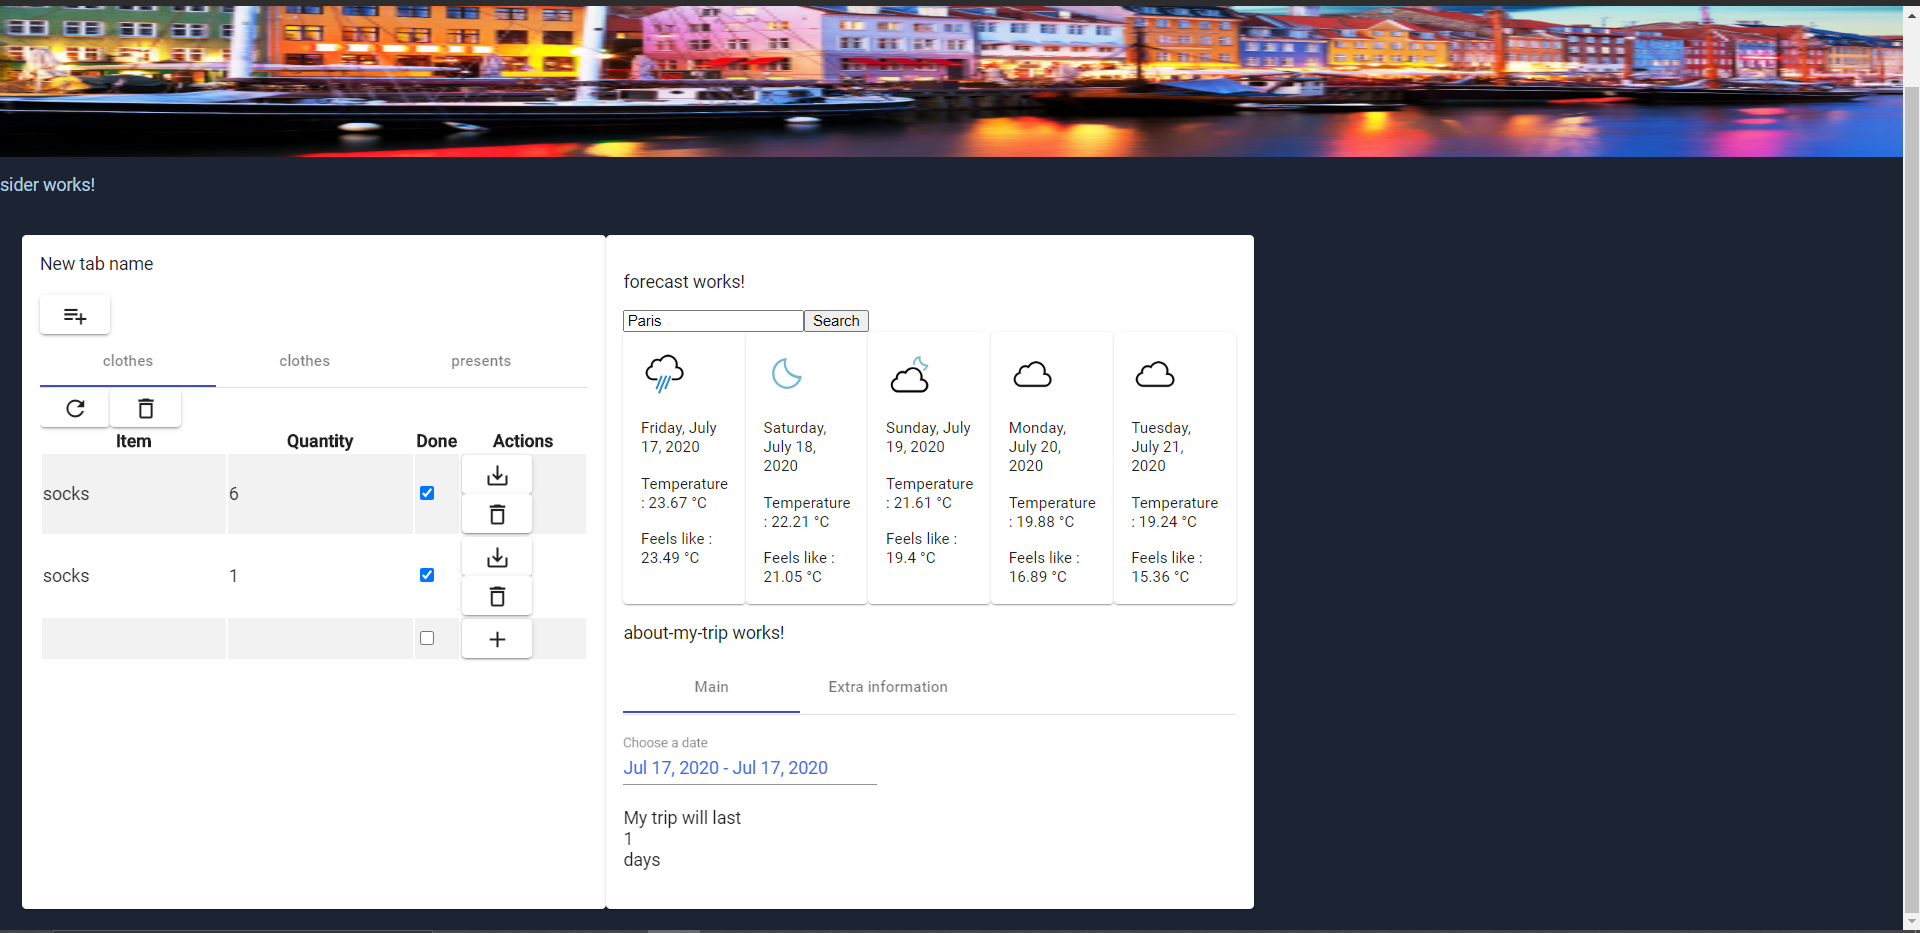 sider works!
New tab name
clothes clothes presents
Item Quantity Done Actions
socks 6
socks 1
forecast works!
Paris Search
Friday, July
17, 2020
Temperature
: 23.67 °C
Feels like :
23.49 °C
Saturday,
July 18,
2020
Temperature
: 22.21 °C
Feels like :
21.05 °C
Sunday, July
19, 2020
Temperature
: 21.61 °C
Feels like :
19.4 °C
Monday,
July 20,
2020
Temperature
: 19.88 °C
Feels like :
16.89 °C
Tuesday,
July 21,
2020
Temperature
: 19.24 °C
Feels like :
15.36 °C
about-my-trip works!
Main Extra information
Choose a date
Jul 17, 2020 - Jul 17, 2020
My trip will last
1
days